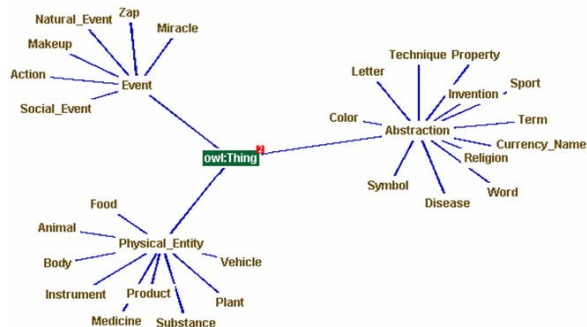 Zap
Natural_Event
Miracle
Makeup
Action
Event
Social_Event
Technique
Property
Letter
Invention
Sport
Color
Term
Abstraction
Currency_Name
Religion
Symbol
Word
Disease
owl:Thing
Food
Animal
Physical_Entity
Body
Vehicle
Instrument
Product
Plant
Medicine
Substance